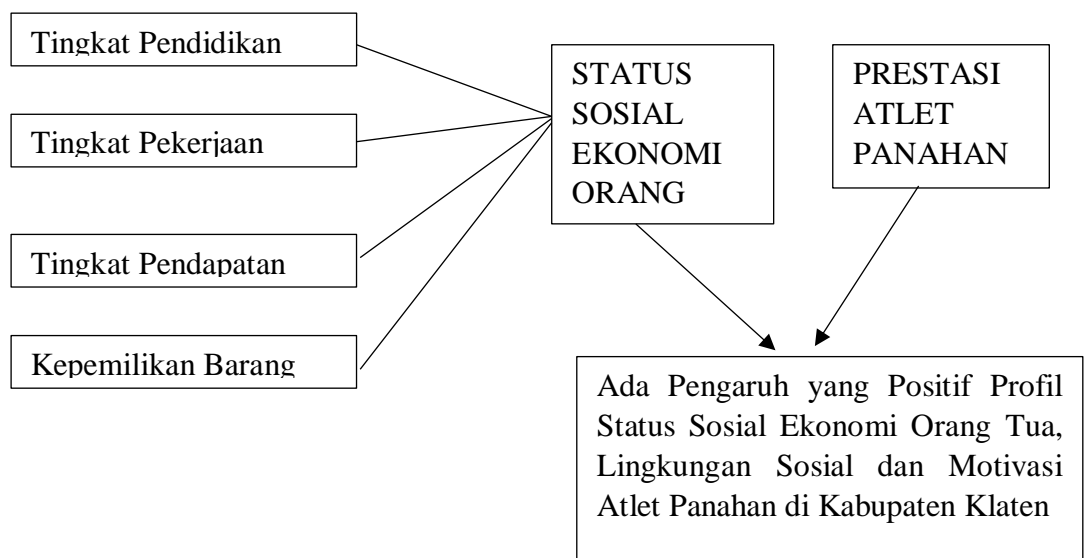 Tingkat Pendidikan
Tingkat Pekerjaan
Tingkat Pendapatan
Kepemilikan Barang
STATUS
SOSIAL
EKONOMI
ORANG
PRESTASI
ATLET
PANAHAN
Ada Pengaruh yang Positif Profil
Status Sosial Ekonomi Orang Tua,
Lingkungan Sosial dan Motivasi
Atlet Panahan di Kabupaten Klaten